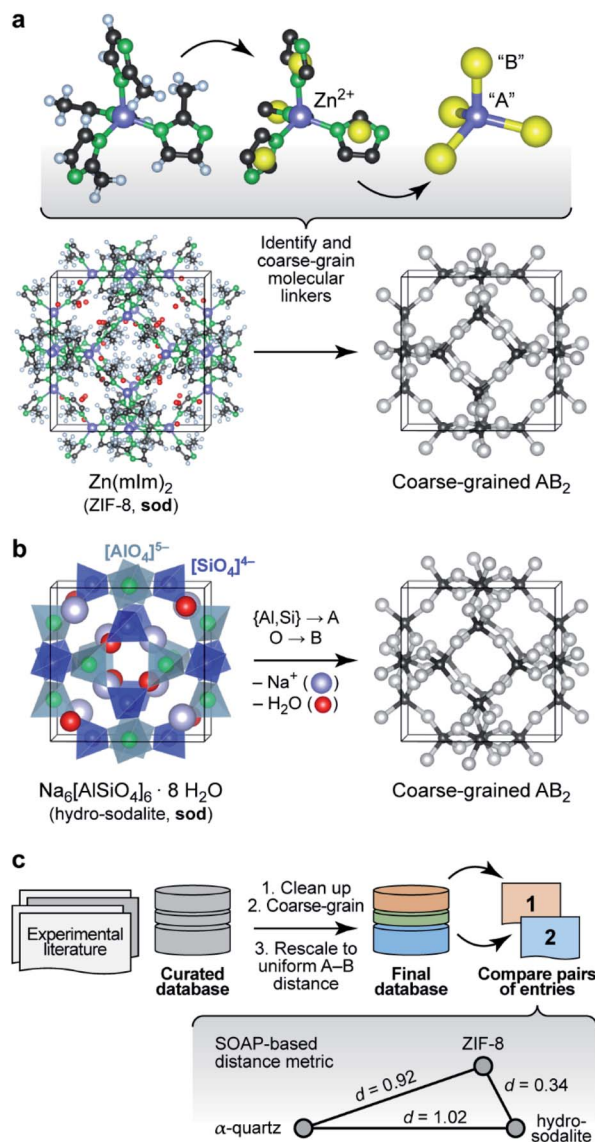 a
“B”
“A”
Zn2+
Identify and
coarse-grain
molecular
linkers
Zn(mIm)2
(ZIF-8, sod)
Coarse-grained AB2
b
[AlO4]5–
[SiO4]4–
{Al,Si} → A
O → B
– Na+ ( )
– H2O ( )
Na6[AlSiO4]6 · 8 H2O
(hydro-sodalite, sod)
Coarse-grained AB2
c
Experimental
literature
Curated
database
1. Clean up
2. Coarse-grain
3. Rescale to
uniform A–B
distance
Final
database
1
2
Compare pairs
of entries
SOAP-based
distance metric
ZIF-8
d = 0.92
d = 0.34
d = 1.02
α-quartz
hydro-
sodalite